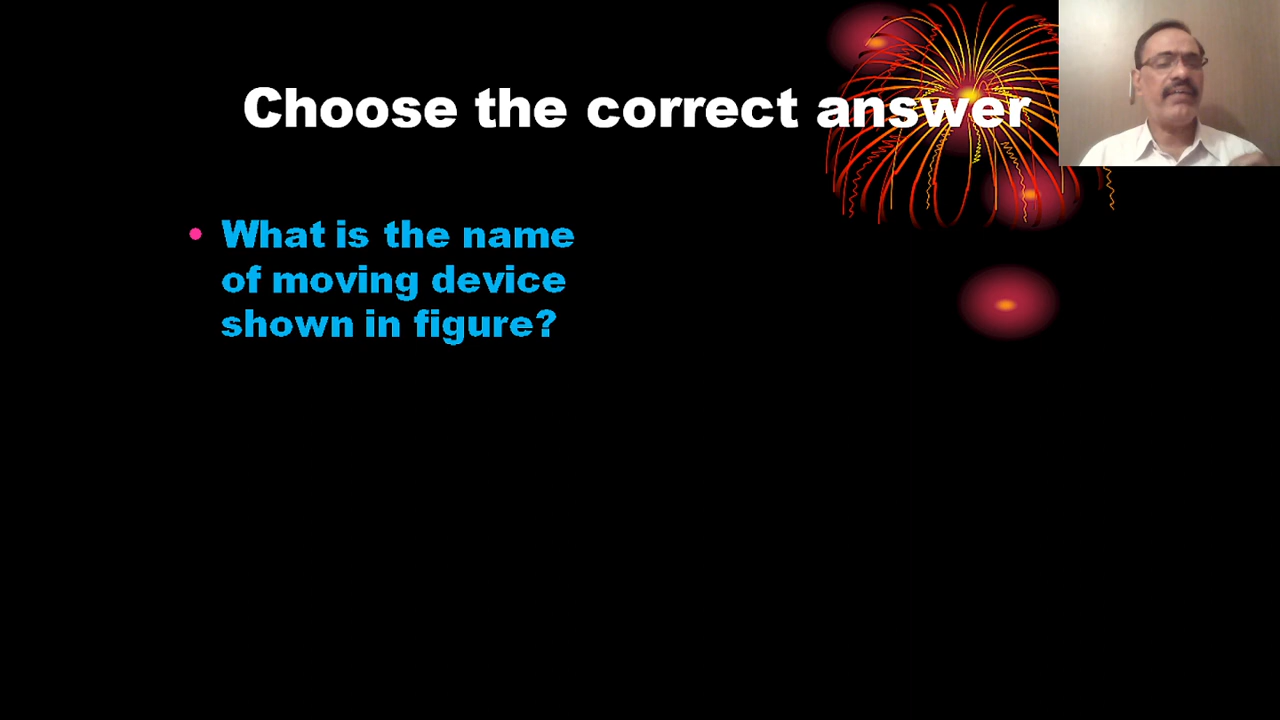 Choose the correct answer
• What is the name
of moving device
shown in figure?